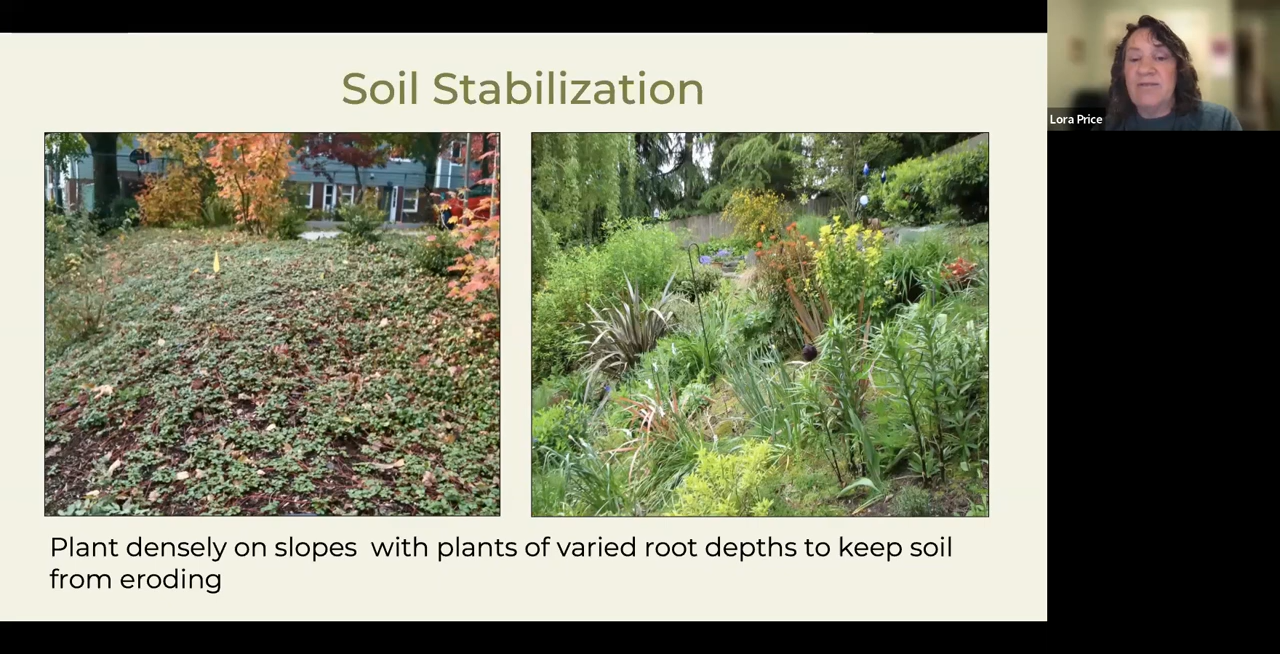 Soil Stabilization
Lora Price
Plant densely on slopes  with plants of varied root depths to keep soil
from eroding